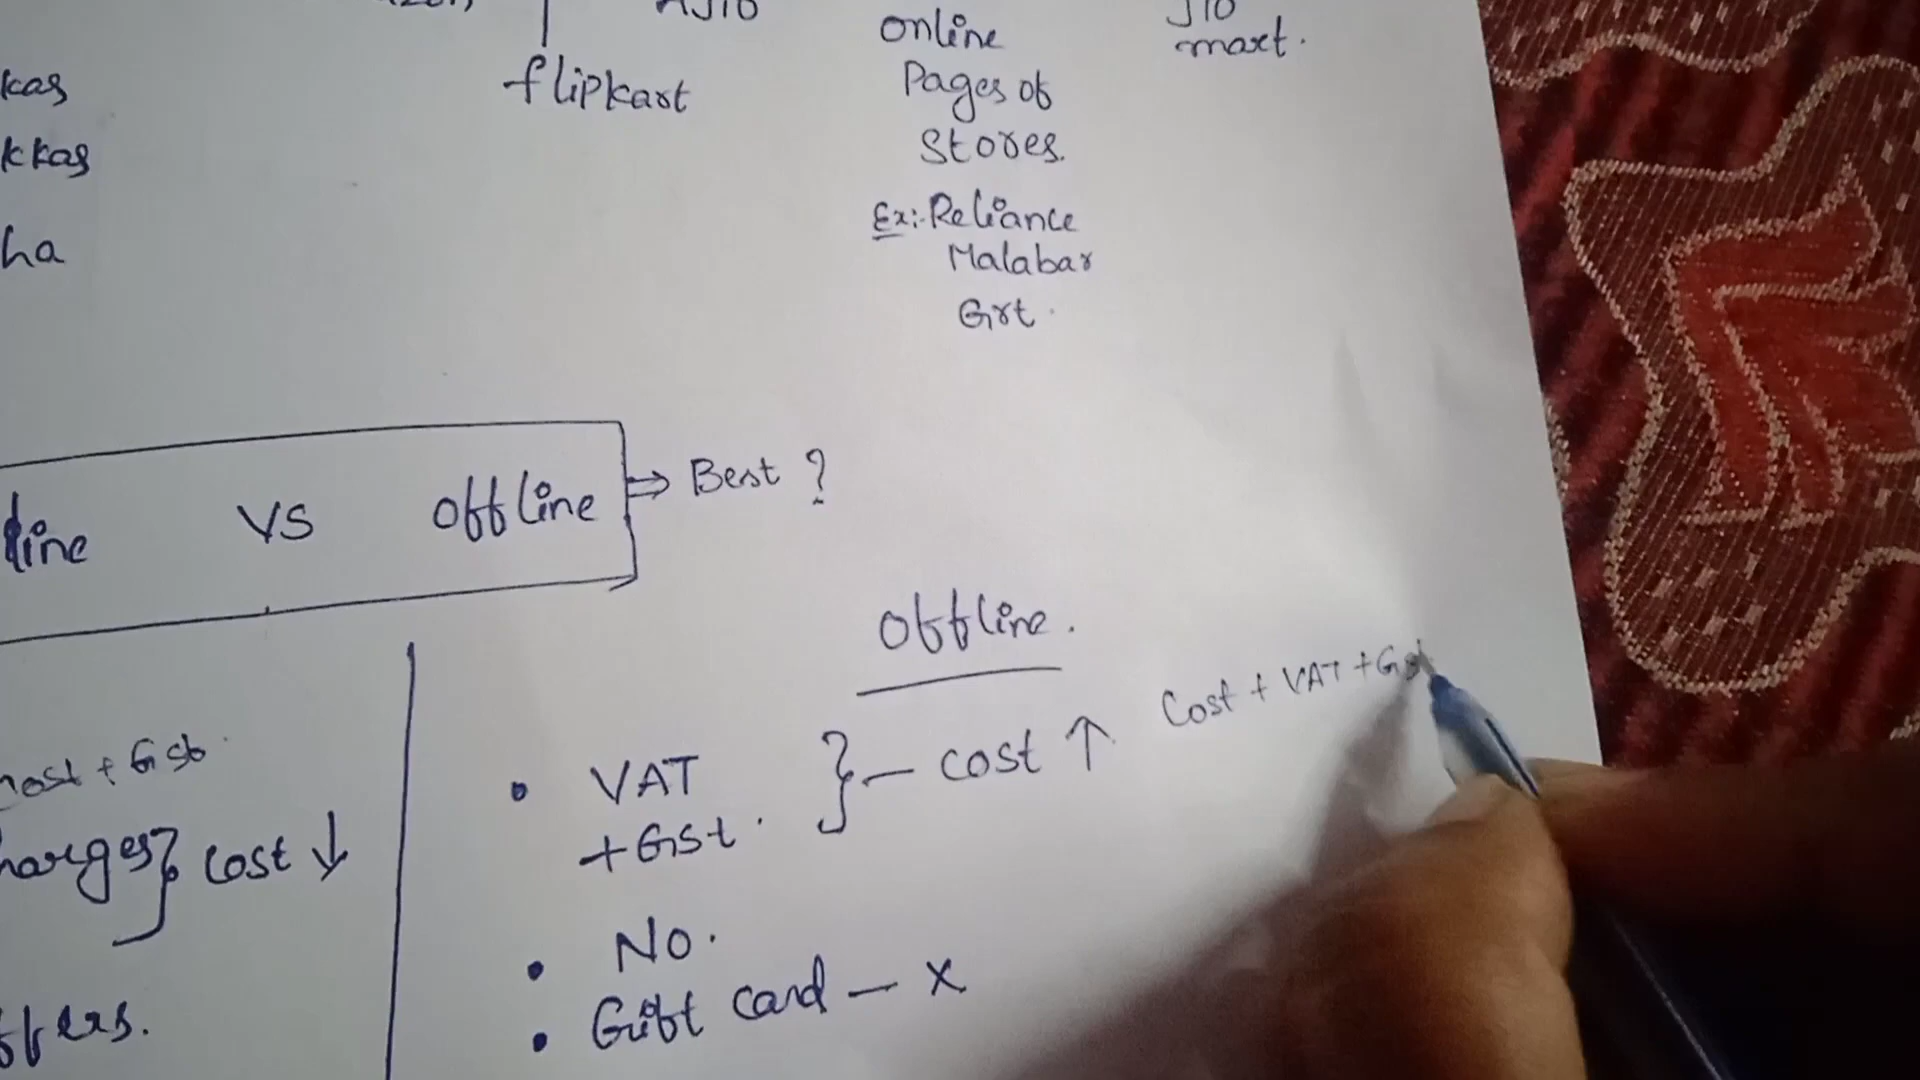 AJIO
online
JIO
mart.
kas
flipkart
Pages of
kkas
Stores.
ha
Ex:- Reliance
Malabar
Grt.
line VS offline ⇒ Best ?
offline.
Cost + VAT + Gst
cost + Gst
• VAT } — cost ↑
+ Gst.
harges } cost ↓
• No.
• Gift card — x
ffers.